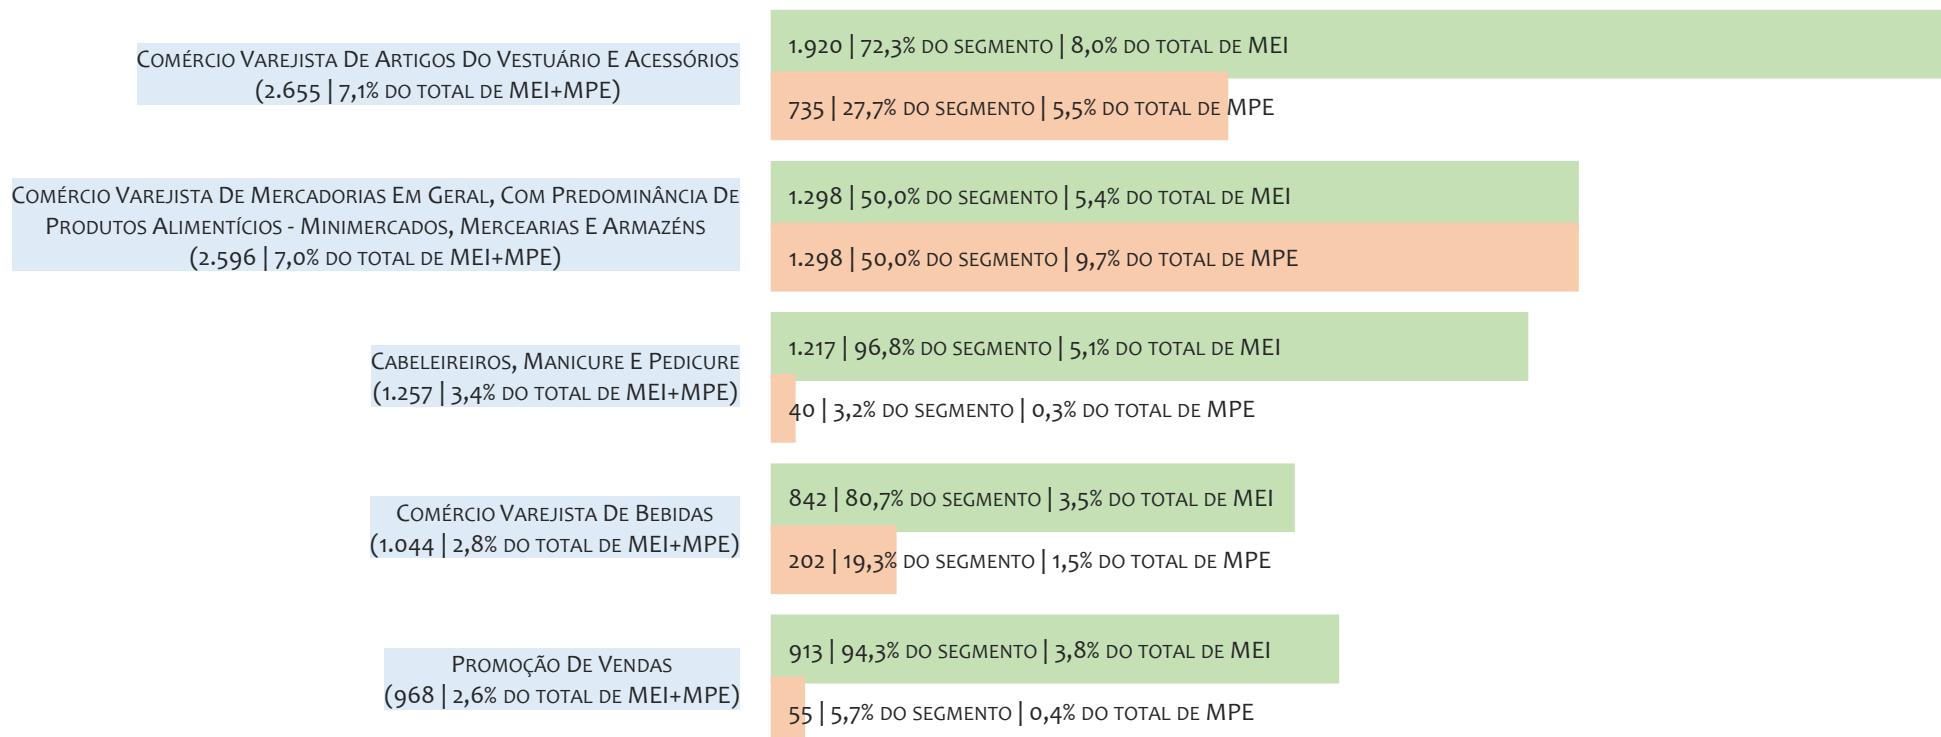 Comércio Varejista De Artigos Do Vestuário E Acessórios
(2.655 | 7,1% do total de MEI+MPE)
1.920 | 72,3% do segmento | 8,0% do total de MEI
735 | 27,7% do segmento | 5,5% do total de MPE
Comércio Varejista De Mercadorias Em Geral, Com Predominância De
Produtos Alimentícios - Minimercados, Mercearias E Armazéns
(2.596 | 7,0% do total de MEI+MPE)
1.298 | 50,0% do segmento | 5,4% do total de MEI
1.298 | 50,0% do segmento | 9,7% do total de MPE
Cabeleireiros, Manicure E Pedicure
(1.257 | 3,4% do total de MEI+MPE)
1.217 | 96,8% do segmento | 5,1% do total de MEI
40 | 3,2% do segmento | 0,3% do total de MPE
Comércio Varejista De Bebidas
(1.044 | 2,8% do total de MEI+MPE)
842 | 80,7% do segmento | 3,5% do total de MEI
202 | 19,3% do segmento | 1,5% do total de MPE
Promoção De Vendas
(968 | 2,6% do total de MEI+MPE)
913 | 94,3% do segmento | 3,8% do total de MEI
55 | 5,7% do segmento | 0,4% do total de MPE